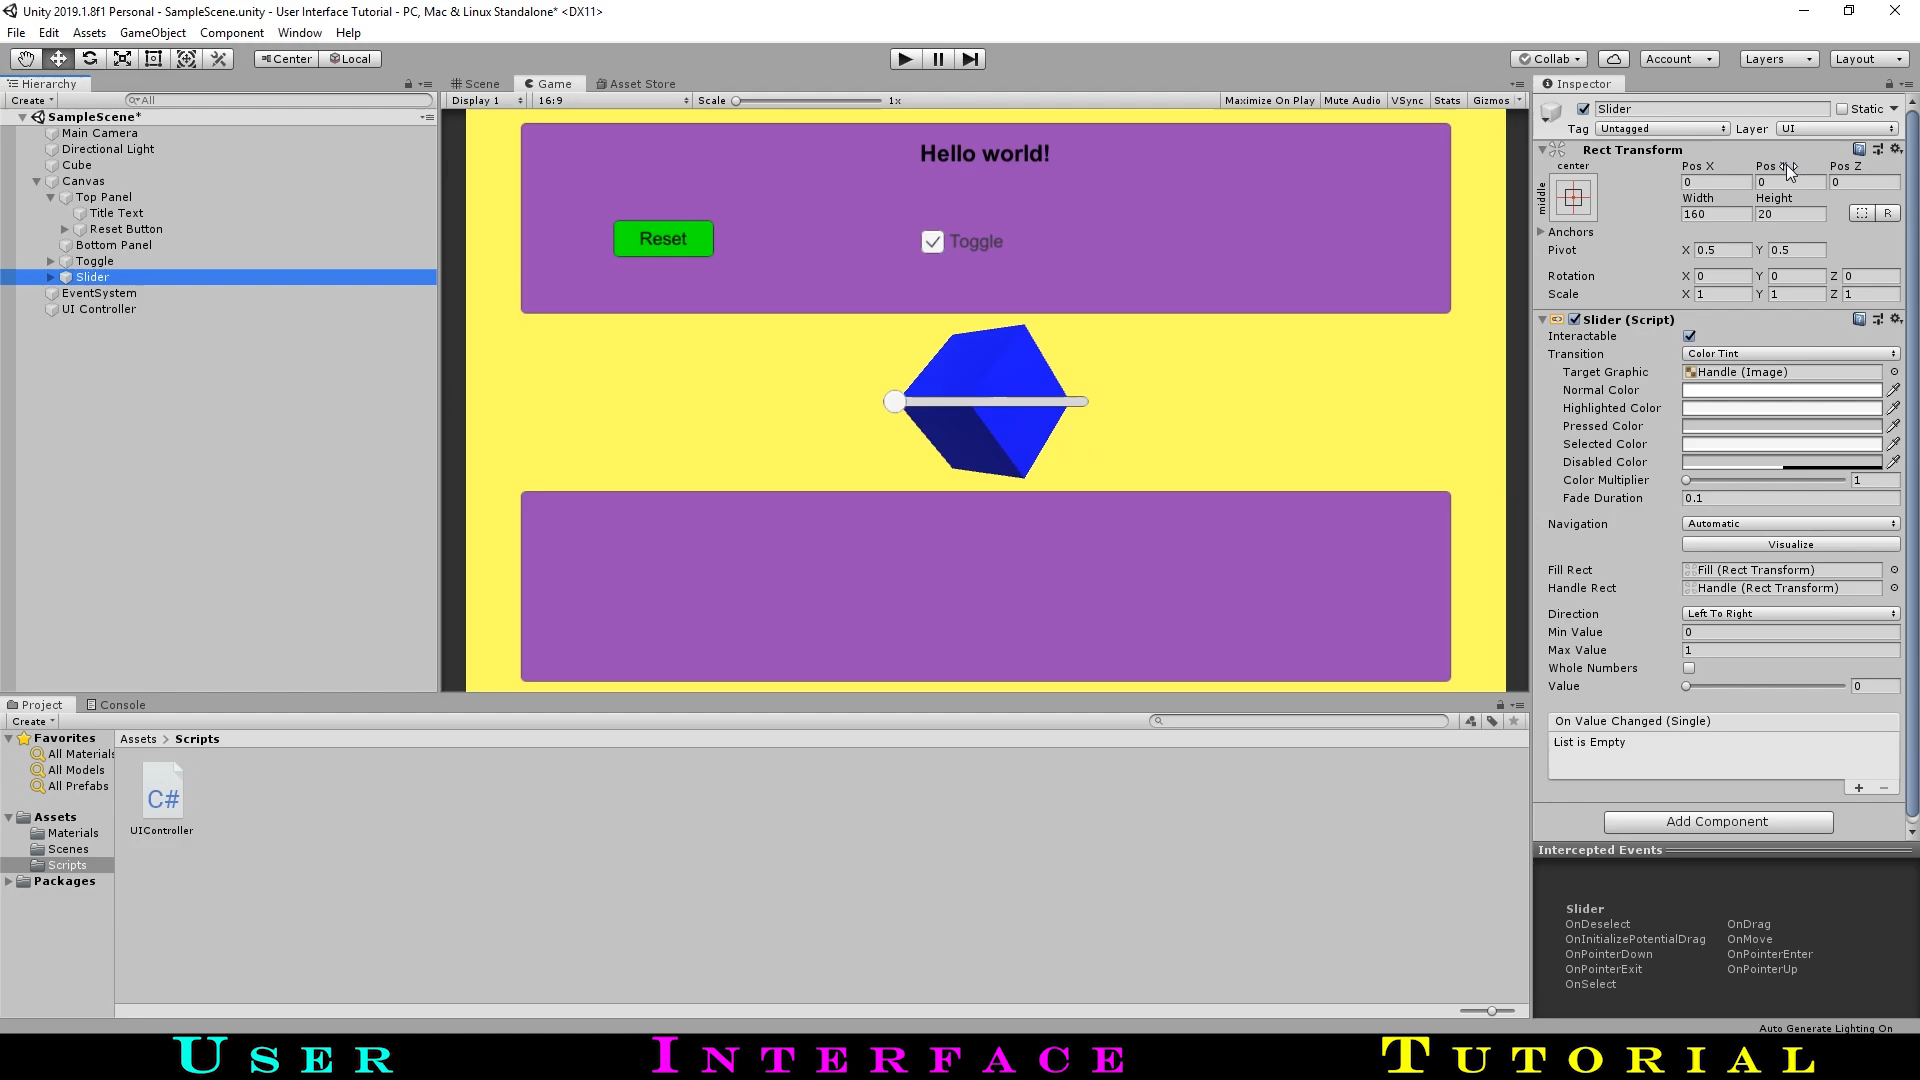 Unity 2019.1.8f1 Personal - SampleScene.unity - User Interface Tutorial - PC, Mac & Linux Standalone* <DX11>
File Edit Assets GameObject Component Window Help
Center Local Collab Account Layers Layout
Hierarchy
Create All
SampleScene*
Main Camera
Directional Light
Cube
Canvas
Top Panel
Title Text
Reset Button
Bottom Panel
Toggle
Slider
EventSystem
UI Controller
Scene Game Asset Store
Display 1 16:9 Scale 1x Maximize On Play Mute Audio VSync Stats Gizmos
Hello world!
Reset
Toggle
Inspector
Slider Static
Tag Untagged Layer UI
Rect Transform
center
middle
Pos X Pos Pos Z
0 0 0
Width Height
160 20 R
Anchors
Pivot X 0.5 Y 0.5
Rotation X 0 Y 0 Z 0
Scale X 1 Y 1 Z 1
Slider (Script)
Interactable
Transition Color Tint
Target Graphic Handle (Image)
Normal Color
Highlighted Color
Pressed Color
Selected Color
Disabled Color
Color Multiplier 1
Fade Duration 0.1
Navigation Automatic
Visualize
Fill Rect Fill (Rect Transform)
Handle Rect Handle (Rect Transform)
Direction Left To Right
Min Value 0
Max Value 1
Whole Numbers
Value 0
On Value Changed (Single)
List is Empty
+ −
Add Component
Intercepted Events
Slider
OnDeselect OnDrag
OnInitializePotentialDrag OnMove
OnPointerDown OnPointerEnter
OnPointerExit OnPointerUp
OnSelect
Project Console
Create
Favorites
All Materials
All Models
All Prefabs
Assets
Materials
Scenes
Scripts
Packages
Assets > Scripts
C#
UIController
Auto Generate Lighting On
User Interface Tutorial